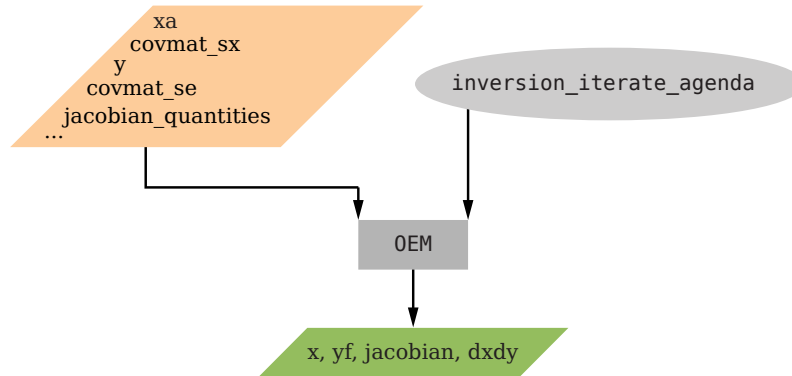 xa
covmat_sx
y
covmat_se
jacobian_quantities
...
inversion_iterate_agenda
OEM
x, yf, jacobian, dxdy